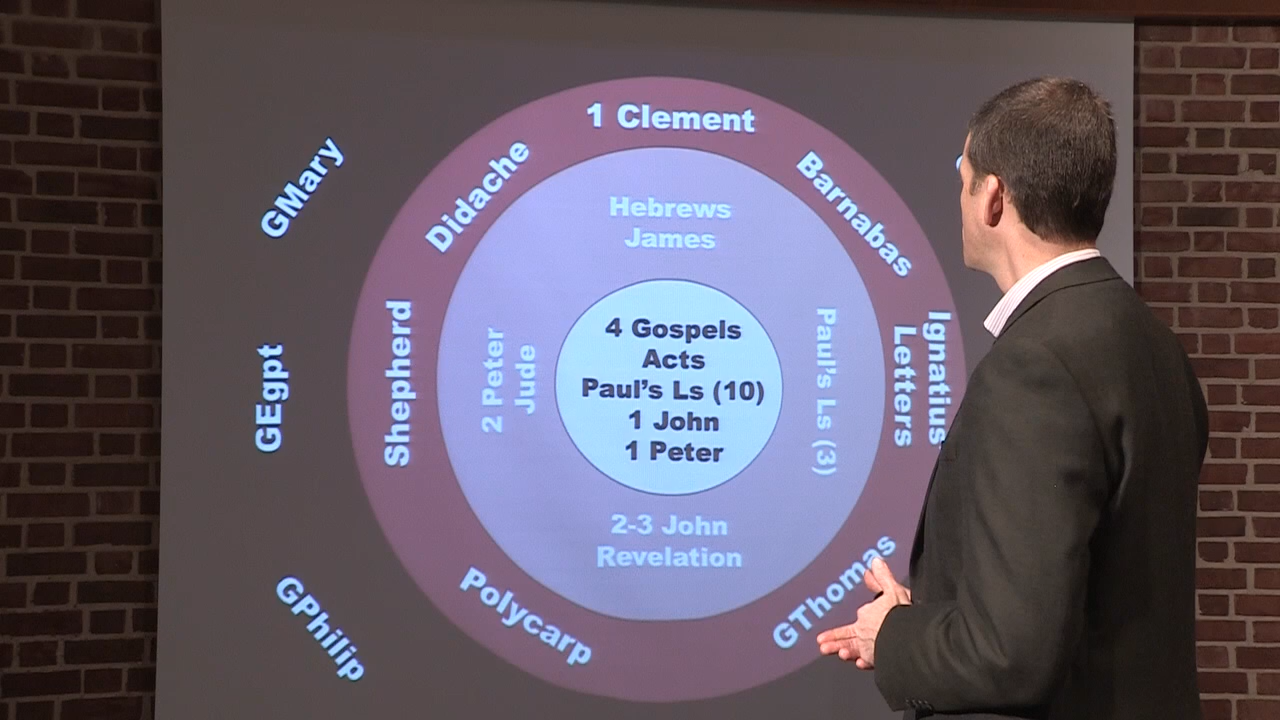 1 Clement
Didache
Barnabas
GMary
Hebrews
James
Ignatius
Letters
Shepherd
2 Peter
Jude
4 Gospels
Acts
Paul's Ls (10)
1 John
1 Peter
Paul's Ls (3)
GEgpt
2-3 John
Revelation
GThomas
Polycarp
GPhilip